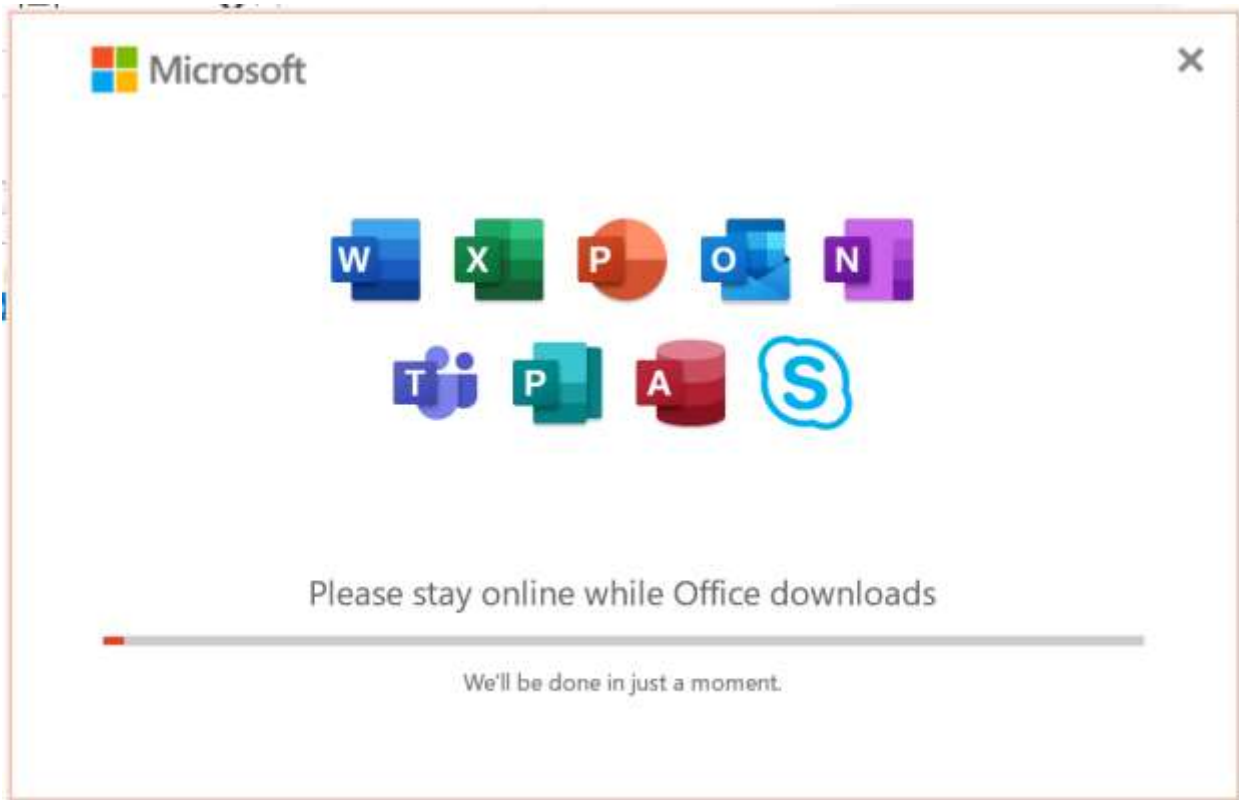 Microsoft
W X P O N
T P A S
Please stay online while Office downloads
We'll be done in just a moment.